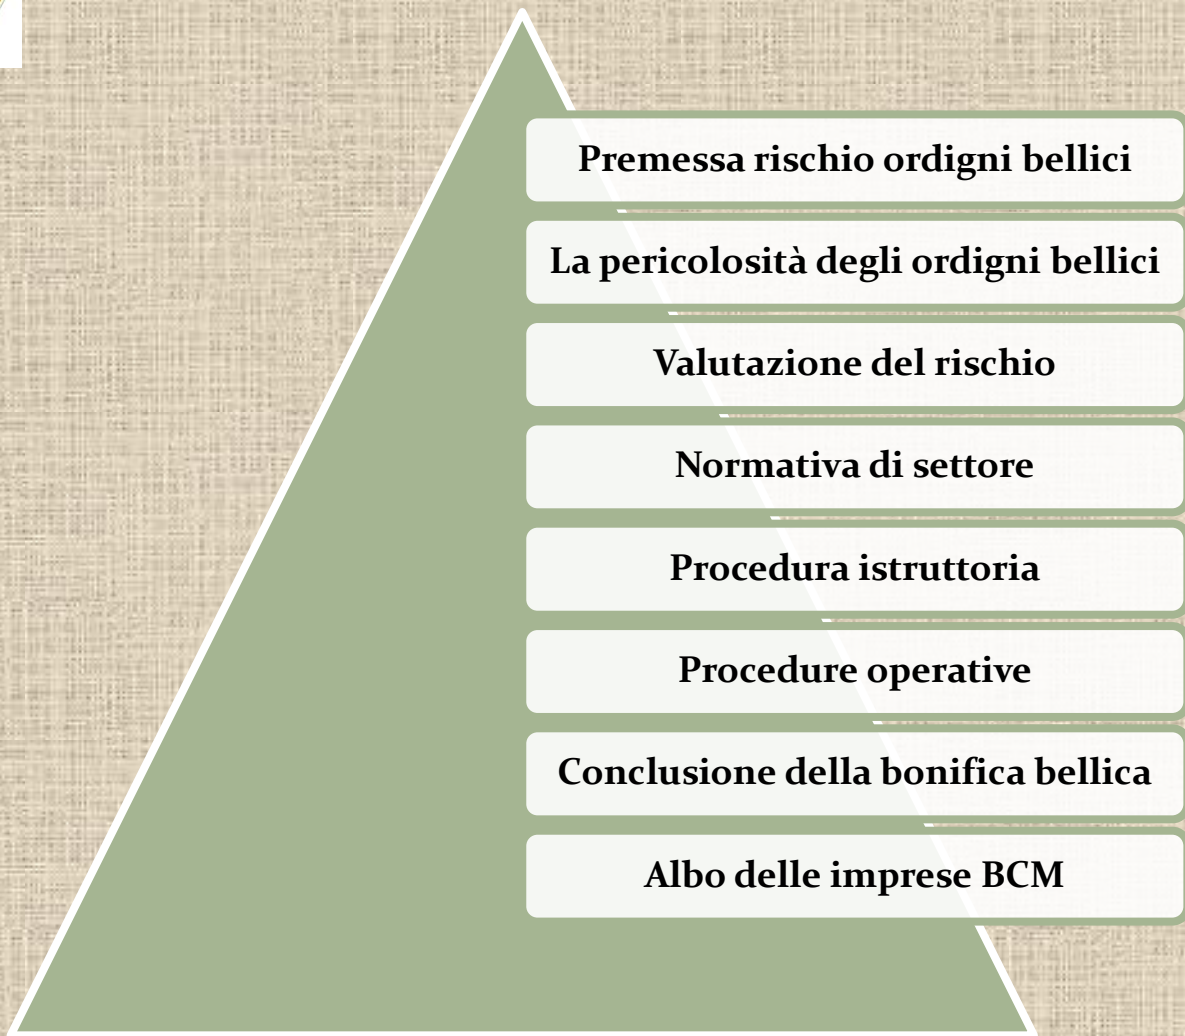 Premessa rischio ordigni bellici
La pericolosità degli ordigni bellici
Valutazione del rischio
Normativa di settore
Procedura istruttoria
Procedure operative
Conclusione della bonifica bellica
Albo delle imprese BCM